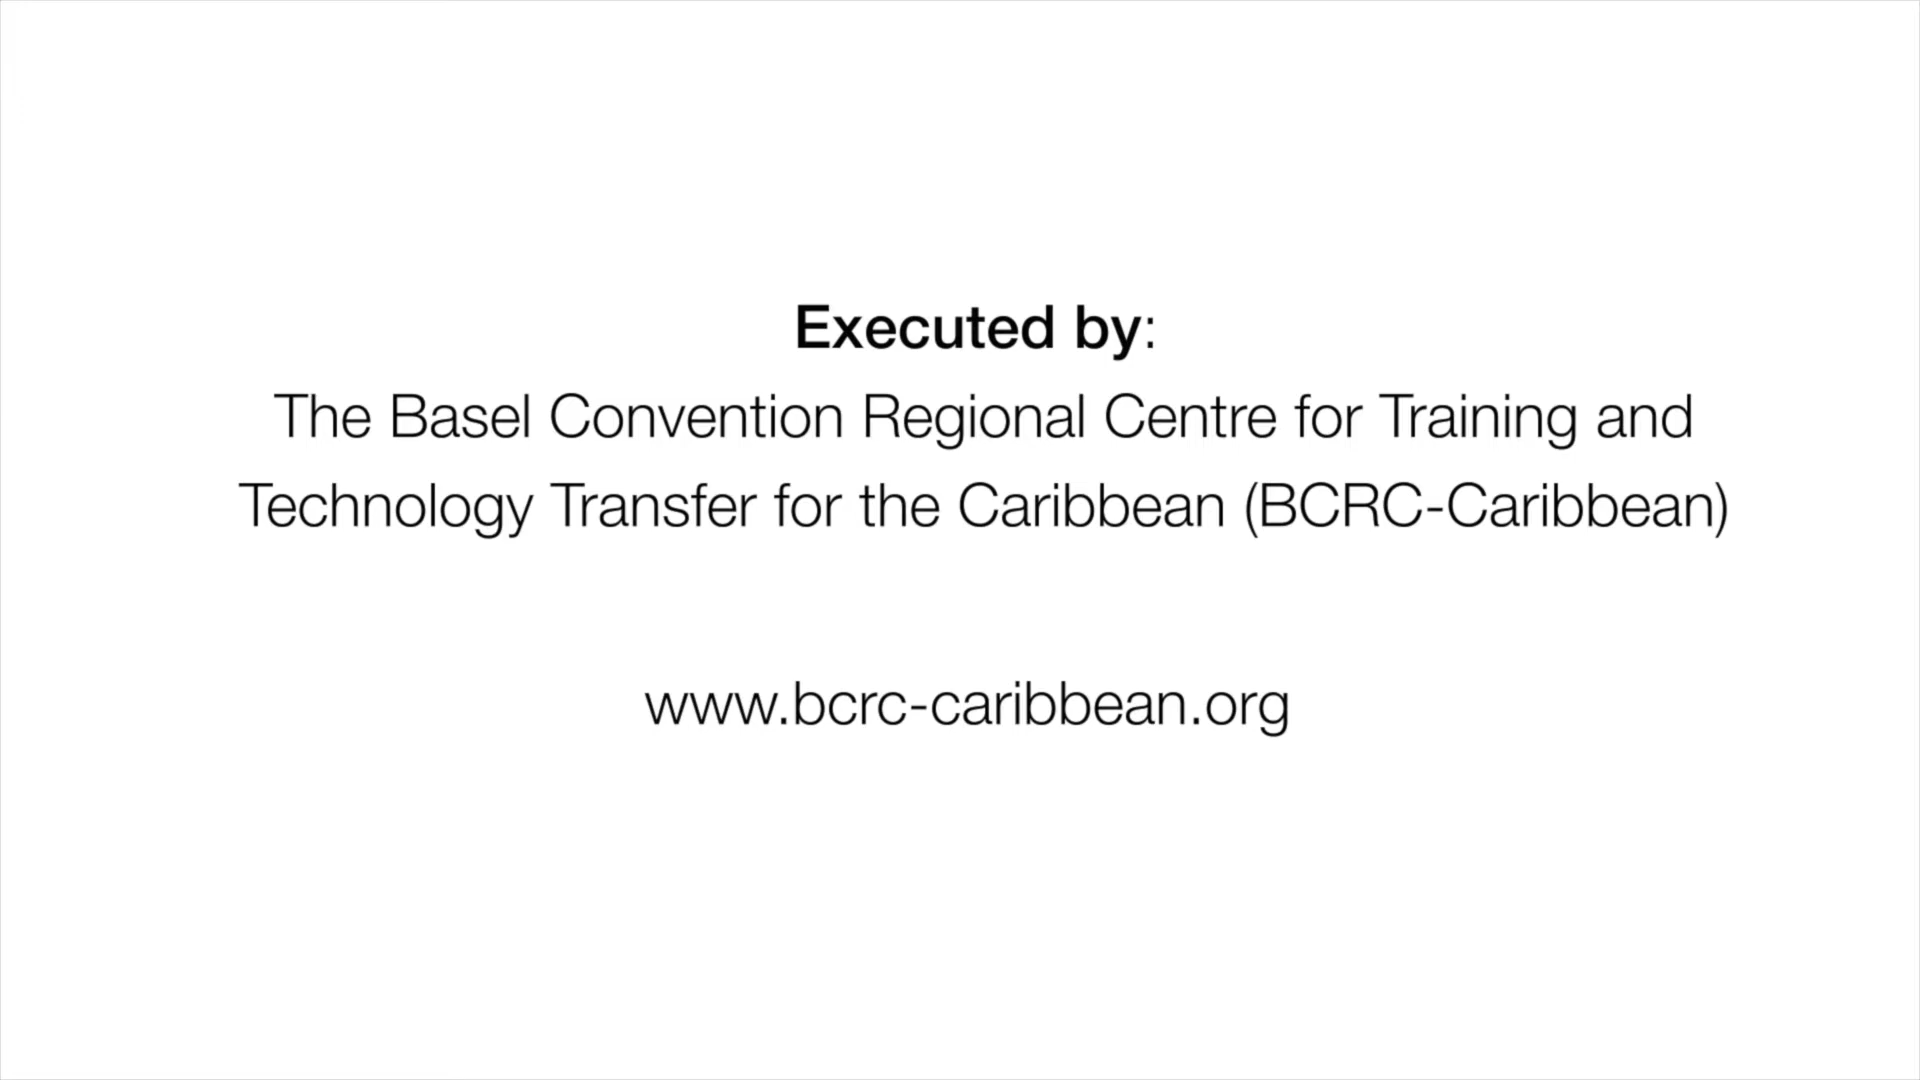 Executed by:
The Basel Convention Regional Centre for Training and
Technology Transfer for the Caribbean (BCRC-Caribbean)
www.bcrc-caribbean.org